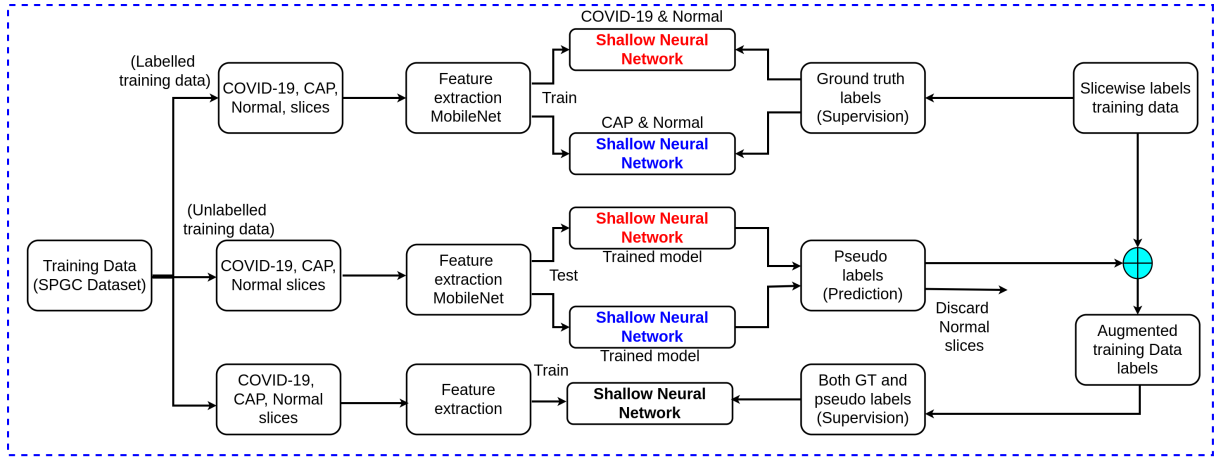 COVID-19 & Normal
Shallow Neural
Network
(Labelled
training data)
COVID-19, CAP,
Normal, slices
Feature
extraction
MobileNet
Train
Ground truth
labels
(Supervision)
Slicewise labels
training data
CAP & Normal
Shallow Neural
Network
(Unlabelled
training data)
Training Data
(SPGC Dataset)
COVID-19, CAP,
Normal slices
Feature
extraction
MobileNet
Test
Shallow Neural
Network
Trained model
Shallow Neural
Network
Trained model
Pseudo
labels
(Prediction)
Discard
Normal
slices
Augmented
training Data
labels
COVID-19,
CAP, Normal
slices
Feature
extraction
Train
Shallow Neural
Network
Both GT and
pseudo labels
(Supervision)